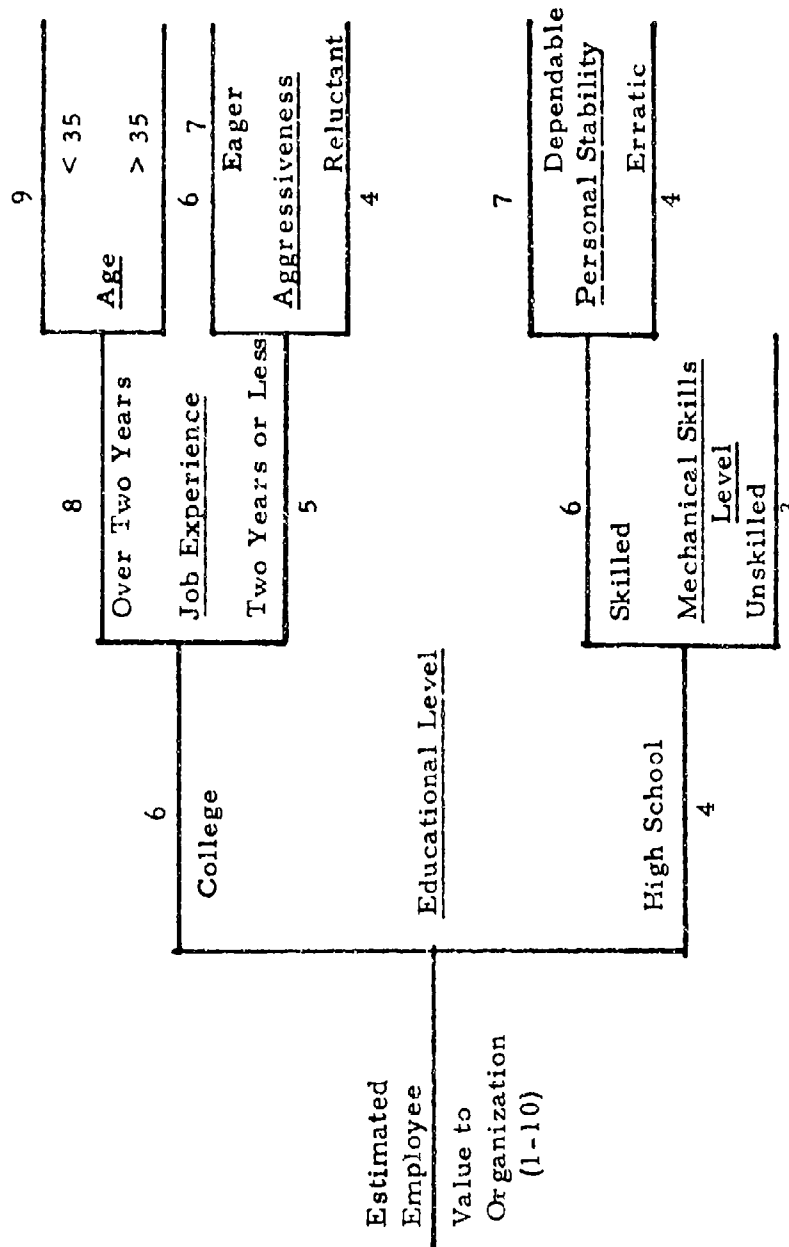 Estimated
Employee
Value to
Organization
(1-10)
6
College
Educational Level
High School
4
8
Over Two Years
Job Experience
Two Years or Less
5
6
Skilled
Mechanical Skills
Level
Unskilled
9
< 35
Age
> 35
6
7
Eager
Aggressiveness
Reluctant
4
7
Dependable
Personal Stability
Erratic
4